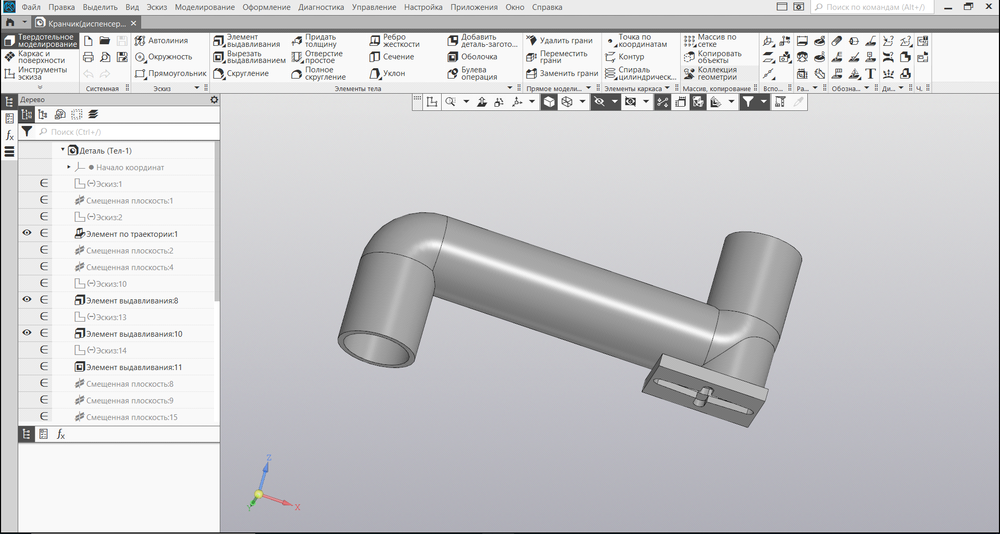 Файл Правка Выделить Вид Эскиз Моделирование Оформление Диагностика Управление Настройка Приложения Окно Справка Поиск по командам (Alt+/)
Кранчик(диспенсер...
Твердотельное моделирование
Каркас и поверхности
Инструменты эскиза
Системная
Автолиния
Окружность
Прямоугольник
Эскиз
Элемент выдавливания
Вырезать выдавливанием
Скругление
Придать толщину
Отверстие простое
Полное скругление
Ребро жесткости
Сечение
Уклон
Добавить деталь-загото...
Оболочка
Булева операция
Элементы тела
Удалить грани
Переместить грани
Заменить грани
Прямое модели...
Точка по координатам
Контур
Спираль цилиндрическ...
Элементы каркаса
Массив по сетке
Копировать объекты
Коллекция геометрии
Массив, копирование
Вспо...
Ра...
Обозна...
Ди...
Ч.
Дерево
Поиск (Ctrl+/)
Деталь (Тел-1)
Начало координат
(-)Эскиз:1
Смещенная плоскость:1
(-)Эскиз:2
Элемент по траектории:1
Смещенная плоскость:2
Смещенная плоскость:4
(-)Эскиз:10
Элемент выдавливания:8
(-)Эскиз:13
Элемент выдавливания:10
(-)Эскиз:14
Элемент выдавливания:11
Смещенная плоскость:8
Смещенная плоскость:9
Смещенная плоскость:15
Z
X
Y